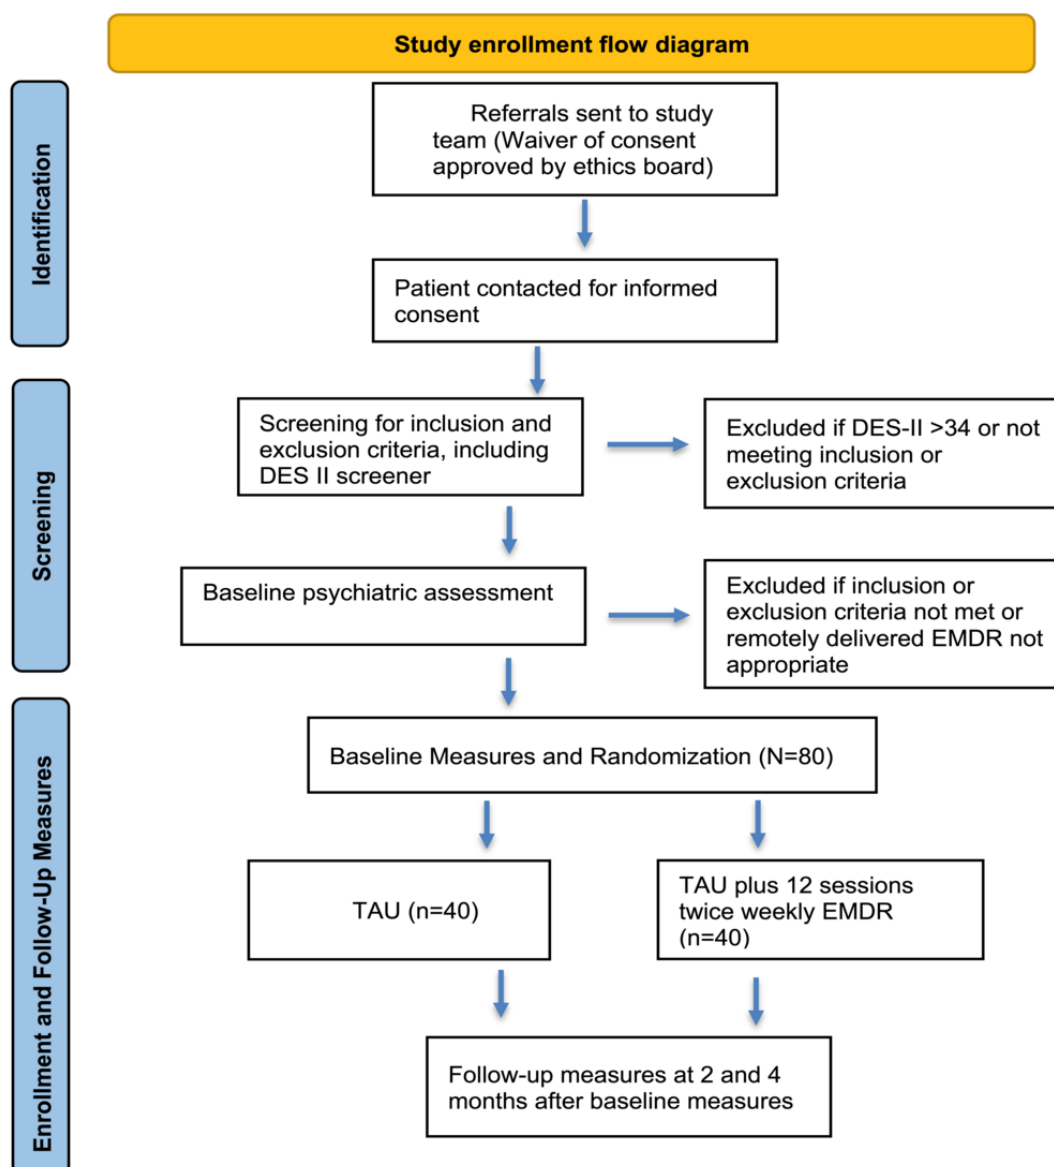 Study enrollment flow diagram
Identification
Referrals sent to study
team (Waiver of consent
approved by ethics board)
Patient contacted for informed
consent
Screening
Screening for inclusion and
exclusion criteria, including
DES II screener
Excluded if DES-II >34 or not
meeting inclusion or
exclusion criteria
Baseline psychiatric assessment
Excluded if inclusion or
exclusion criteria not met or
remotely delivered EMDR not
appropriate
Enrollment and Follow-Up Measures
Baseline Measures and Randomization (N=80)
TAU (n=40)
TAU plus 12 sessions
twice weekly EMDR
(n=40)
Follow-up measures at 2 and 4
months after baseline measures